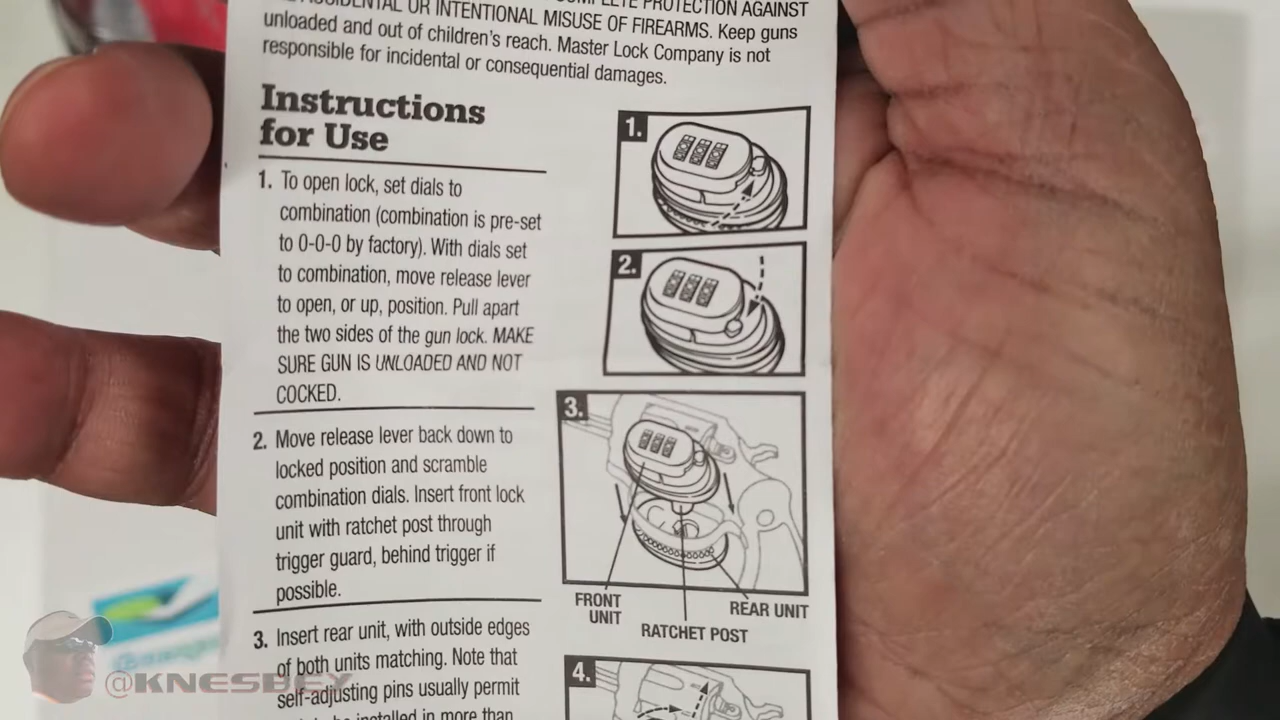 PROTECTION AGAINST
OR INTENTIONAL MISUSE OF FIREARMS. Keep guns
unloaded and out of children's reach. Master Lock Company is not
responsible for incidental or consequential damages.
Instructions
for Use
1. To open lock, set dials to
combination (combination is pre-set
to 0-0-0 by factory). With dials set
to combination, move release lever
to open, or up, position. Pull apart
the two sides of the gun lock. MAKE
SURE GUN IS UNLOADED AND NOT
COCKED.
2. Move release lever back down to
locked position and scramble
combination dials. Insert front lock
unit with ratchet post through
trigger guard, behind trigger if
possible.
3. Insert rear unit, with outside edges
of both units matching. Note that
self-adjusting pins usually permit
installed in more than
1.
2.
3.
FRONT
UNIT
RATCHET POST
REAR UNIT
4.
@KNESBEY